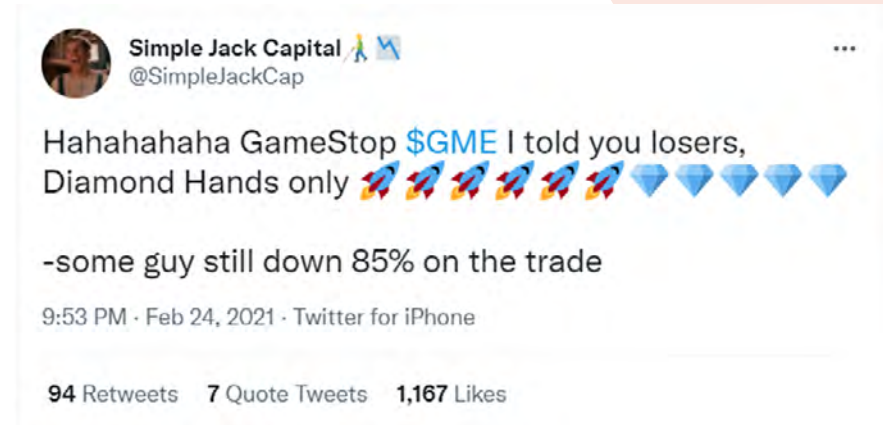 Simple Jack Capital👨‍🦯📉
@SimpleJackCap
Hahahahaha GameStop $GME I told you losers,
Diamond Hands only 🚀🚀🚀🚀🚀🚀💎💎💎💎💎
-some guy still down 85% on the trade
9:53 PM · Feb 24, 2021 · Twitter for iPhone
94 Retweets 7 Quote Tweets 1,167 Likes